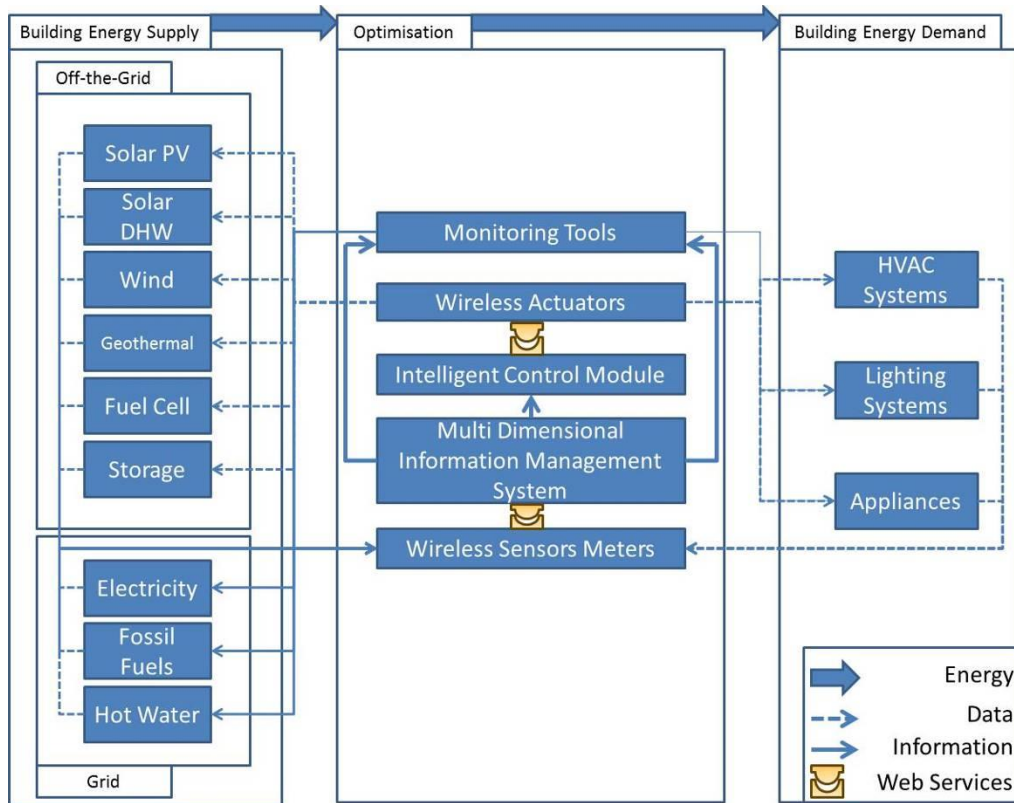 Building Energy Supply
Optimisation
Building Energy Demand
Off-the-Grid
Solar PV
Solar
DHW
Wind
Geothermal
Fuel Cell
Storage
Electricity
Fossil
Fuels
Hot Water
Grid
Monitoring Tools
Wireless Actuators
Intelligent Control Module
Multi Dimensional
Information Management
System
Wireless Sensors Meters
HVAC
Systems
Lighting
Systems
Appliances
Energy
Data
Information
Web Services